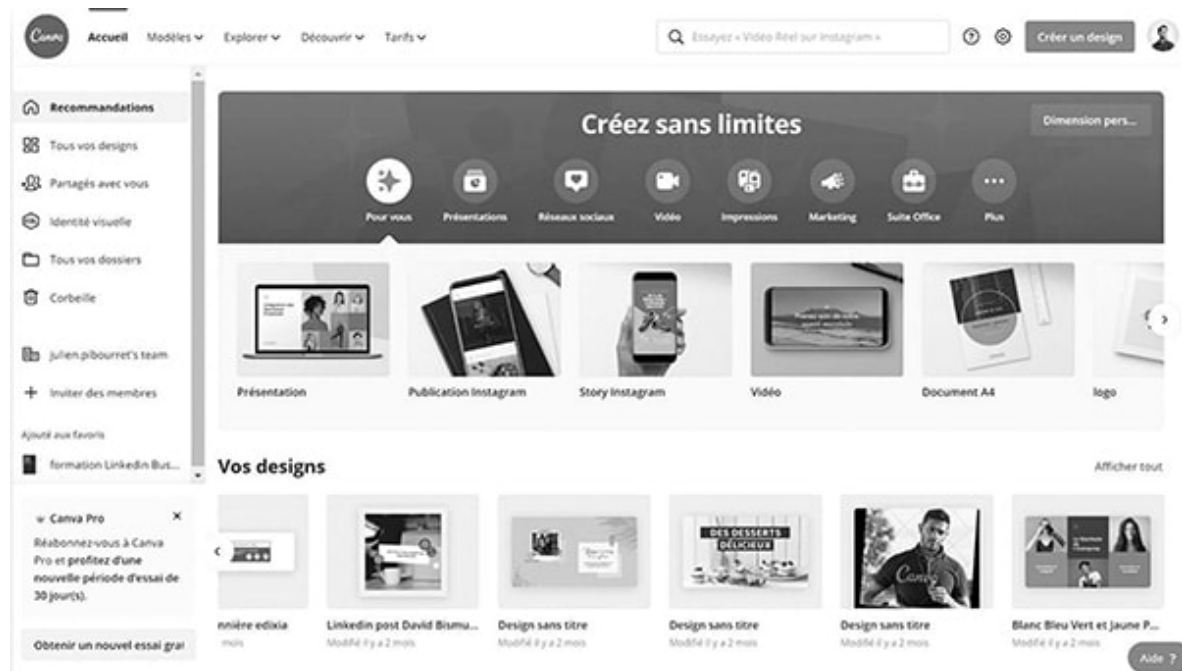 Canva
Accueil Modèles Explorer Découvrir Tarifs
Essayez « Vidéo Réel sur Instagram »
Créer un design
Recommandations
Tous vos designs
Partagés avec vous
Identité visuelle
Tous vos dossiers
Corbeille
julien.pibourret's team
Inviter des membres
Ajouté aux favoris
formation Linkedin Bus...
Canva Pro
Réabonnez-vous à Canva
Pro et profitez d'une
nouvelle période d'essai de
30 jour(s).
Obtenir un nouvel essai grat
Créez sans limites
Dimension pers...
Pour vous Présentations Réseaux sociaux Vidéo Impressions Marketing Suite Office Plus
Présentation Publication Instagram Story Instagram Vidéo Document A4 logo
Vos designs
Afficher tout
DES DESSERTS
DÉLICIEUX
Canva
nnière edixia Linkedin post David Bismu... Design sans titre Design sans titre Design sans titre Blanc Bleu Vert et Jaune P...
mois Modifié il y a 2 mois Modifié il y a 2 mois Modifié il y a 2 mois Modifié il y a 2 mois Modifié il y a 2 mois
Aide ?